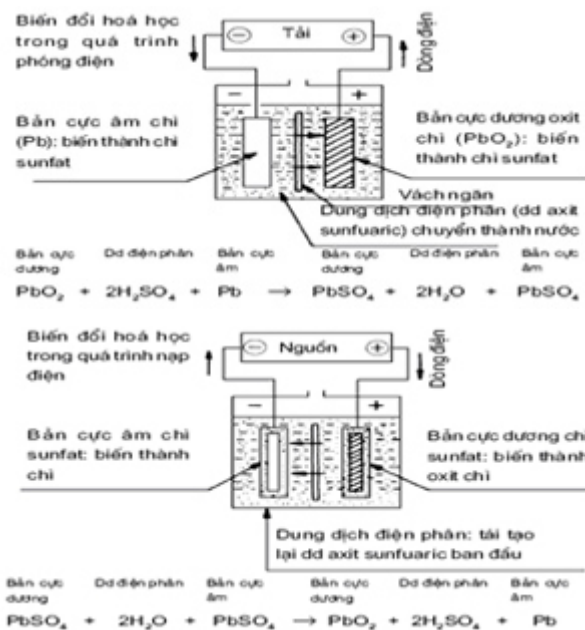 Biến đổi hoá học
trong quá trình
phóng điện
⊖ Tải ⊕
Dòng điện
− +
Bản cực âm chì
(Pb): biến thành chì
sunfat
Bản cực dương oxit
chì (PbO₂): biến
thành chì sunfat
Vách ngăn
Dung dịch điện phân (dd axit
sunfuaric) chuyển thành nước
Bản cực dương Dd điện phân Bản cực âm Bản cực dương Dd điện phân Bản cực âm
PbO₂ + 2H₂SO₄ + Pb → PbSO₄ + 2H₂O + PbSO₄
Biến đổi hoá học
trong quá trình nạp
điện
⊖ Nguồn ⊕
Dòng điện
− +
Bản cực âm chì
sunfat: biến thành
chì
Bản cực dương chì
sunfat: biến thành
oxit chì
Dung dịch điện phân: tái tạo
lại dd axit sunfuaric ban đầu
Bản cực dương Dd điện phân Bản cực âm Bản cực dương Dd điện phân Bản cực âm
PbSO₄ + 2H₂O + PbSO₄ → PbO₂ + 2H₂SO₄ + Pb